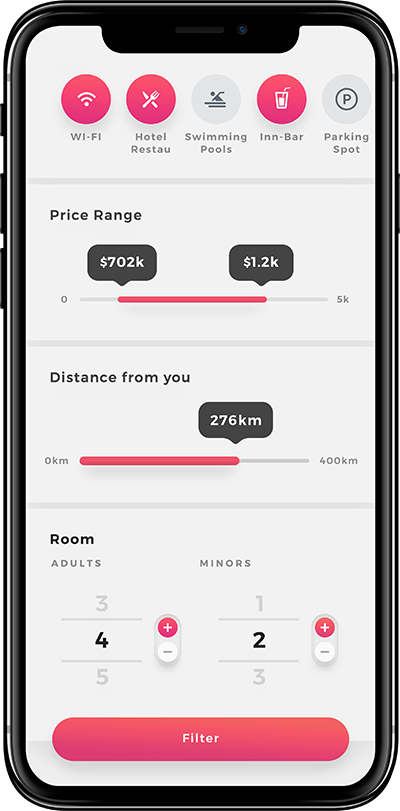 WI-FI
Hotel
Restau
Swimming
Pools
Inn-Bar
Parking
Spot
P
Price Range
$702k
$1.2k
0
5k
Distance from you
276km
0km
400km
Room
ADULTS
MINORS
3
1
4
+
2
+
−
−
5
3
Filter